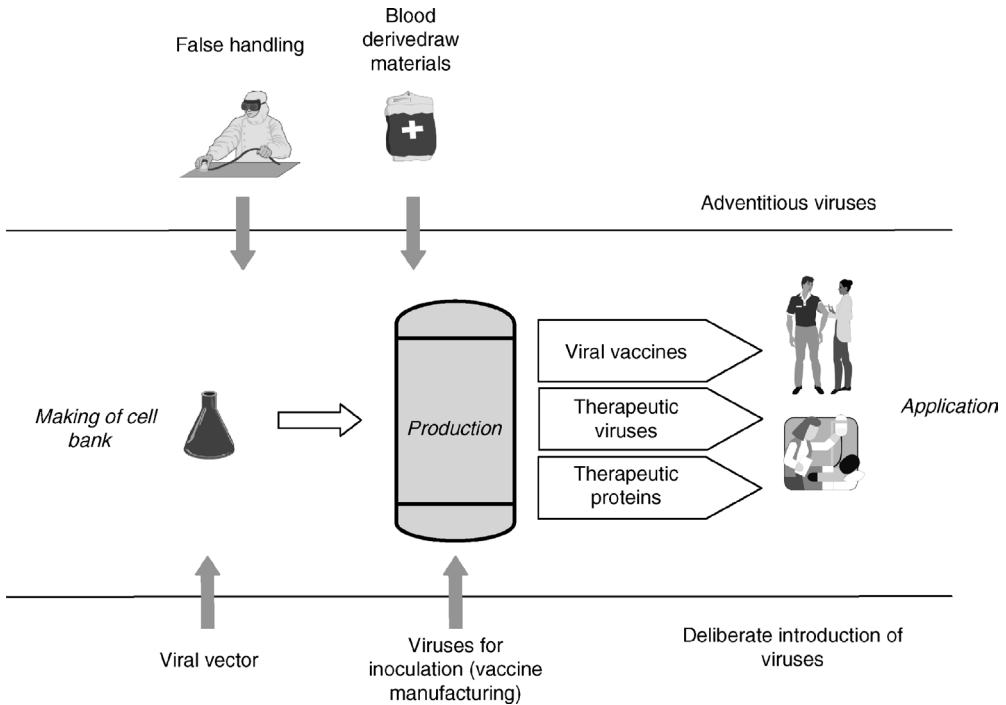 False handling
Blood
derivedraw
materials
Adventitious viruses
Making of cell
bank
Production
Viral vaccines
Therapeutic
viruses
Therapeutic
proteins
Application
Viral vector
Viruses for
inoculation (vaccine
manufacturing)
Deliberate introduction of
viruses